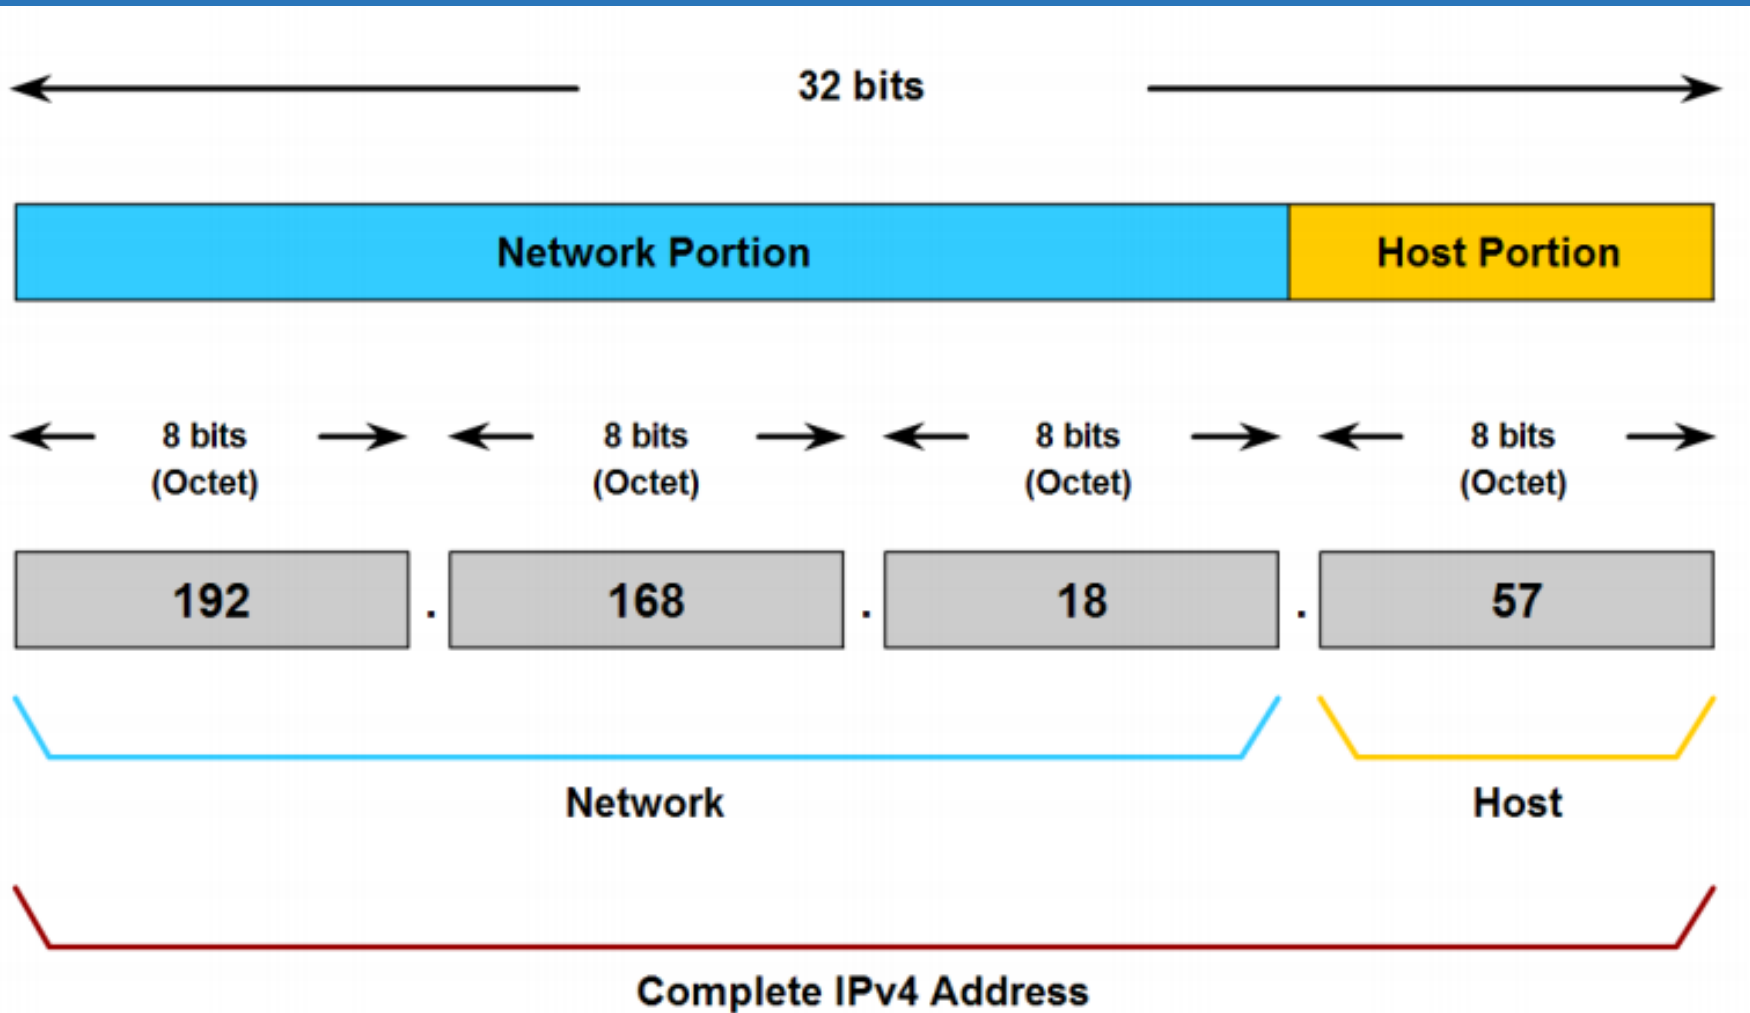 32 bits
Network Portion Host Portion
8 bits 8 bits 8 bits 8 bits
(Octet) (Octet) (Octet) (Octet)
192 . 168 . 18 . 57
Network Host
Complete IPv4 Address